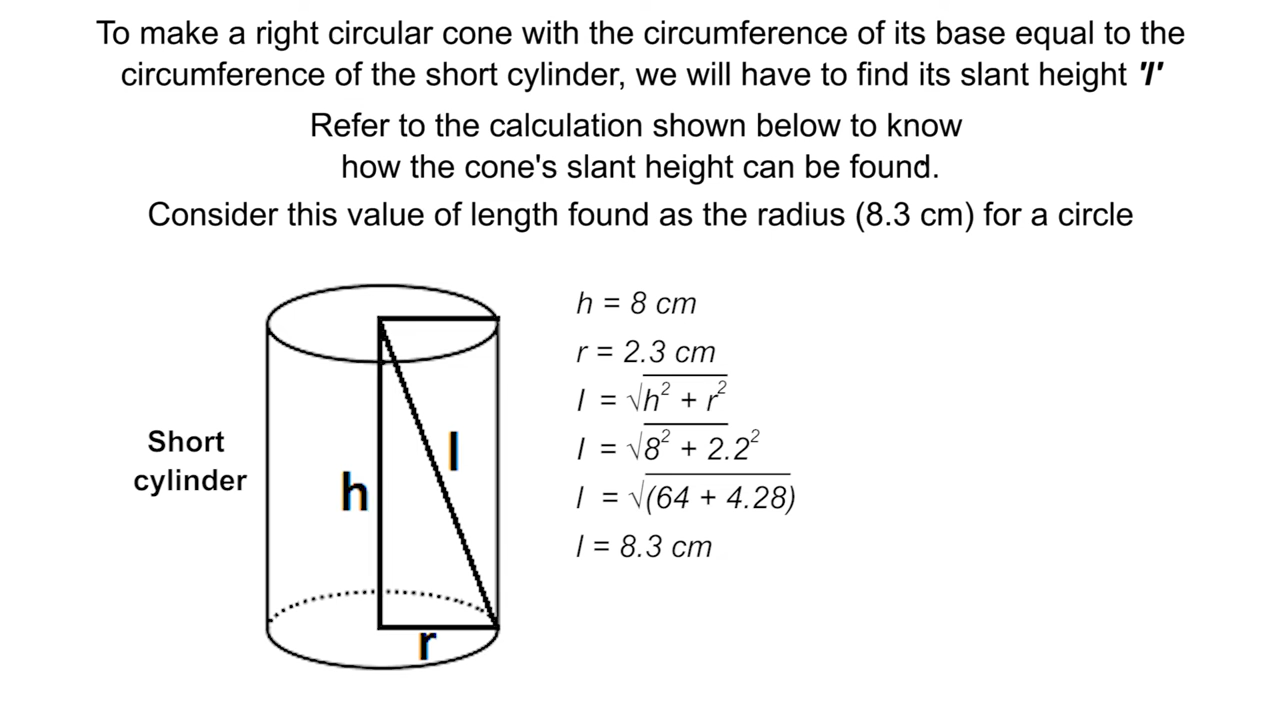 To make a right circular cone with the circumference of its base equal to the
circumference of the short cylinder, we will have to find its slant height 'l'
Refer to the calculation shown below to know
how the cone's slant height can be found.
Consider this value of length found as the radius (8.3 cm) for a circle
h = 8 cm
r = 2.3 cm
l = √h² + r²
l = √8² + 2.2²
l = √(64 + 4.28)
l = 8.3 cm
Short
cylinder
h
l
r